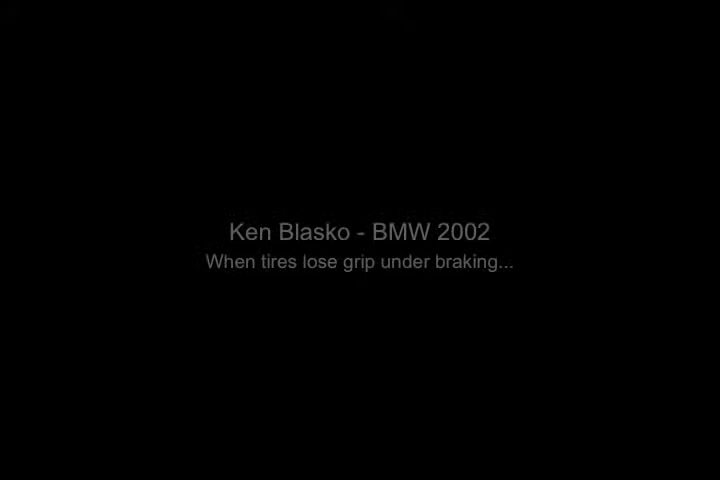 Ken Blasko - BMW 2002
When tires lose grip under braking...